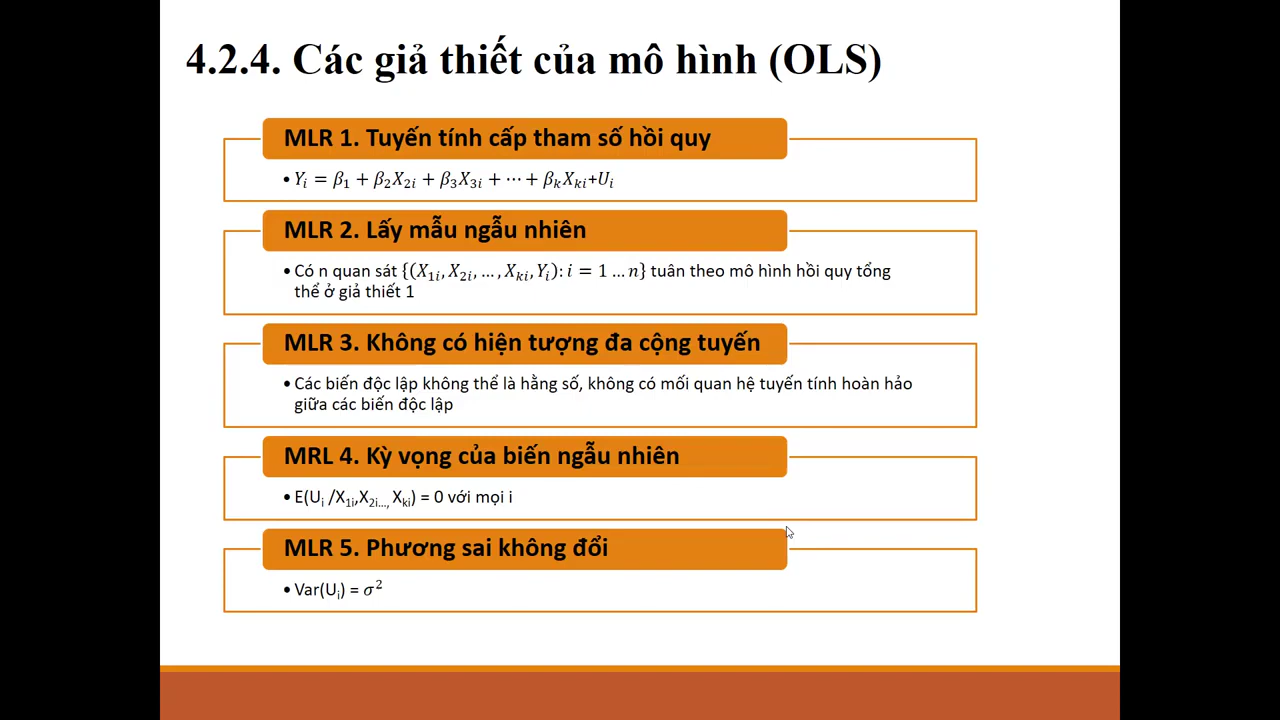 4.2.4. Các giả thiết của mô hình (OLS)
MLR 1. Tuyến tính cấp tham số hồi quy
• Yᵢ = β₁ + β₂X₂ᵢ + β₃X₃ᵢ + ⋯ + βₖXₖᵢ+Uᵢ
MLR 2. Lấy mẫu ngẫu nhiên
• Có n quan sát {(X₁ᵢ, X₂ᵢ, …, Xₖᵢ, Yᵢ): i = 1 … n} tuân theo mô hình hồi quy tổng
thể ở giả thiết 1
MLR 3. Không có hiện tượng đa cộng tuyến
• Các biến độc lập không thể là hằng số, không có mối quan hệ tuyến tính hoàn hảo
giữa các biến độc lập
MRL 4. Kỳ vọng của biến ngẫu nhiên
• E(Uᵢ /X₁ᵢ,X₂ᵢ…, Xₖᵢ) = 0 với mọi i
MLR 5. Phương sai không đổi
• Var(Uᵢ) = σ²